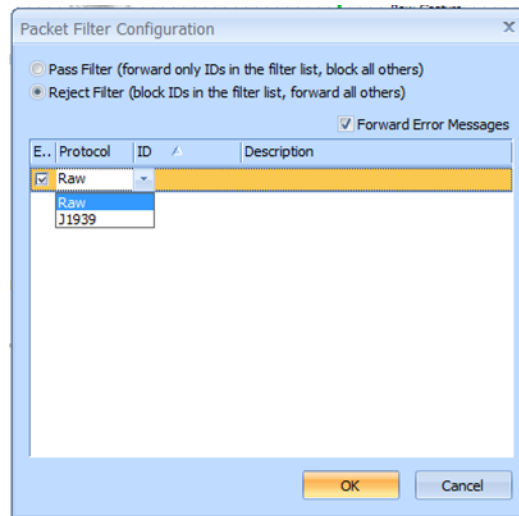 Packet Filter Configuration
Pass Filter (forward only IDs in the filter list, block all others)
Reject Filter (block IDs in the filter list, forward all others)
Forward Error Messages
E.. Protocol ID Description
Raw
Raw
J1939
OK Cancel